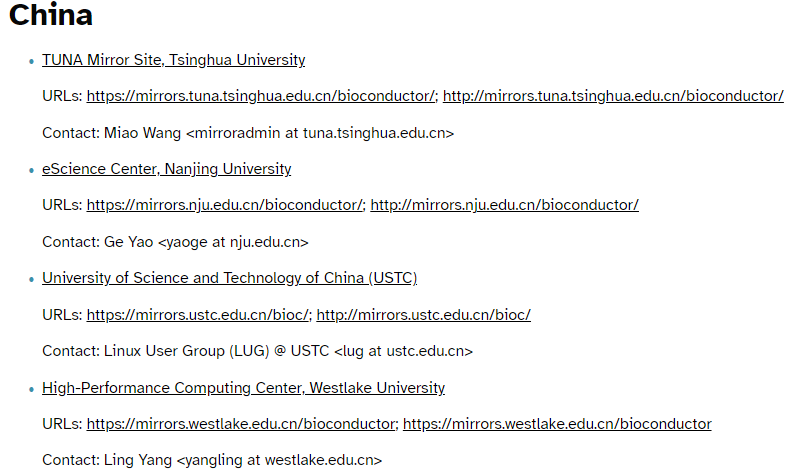 China
• TUNA Mirror Site, Tsinghua University
URLs: https://mirrors.tuna.tsinghua.edu.cn/bioconductor/; http://mirrors.tuna.tsinghua.edu.cn/bioconductor/
Contact: Miao Wang <mirroradmin at tuna.tsinghua.edu.cn>
• eScience Center, Nanjing University
URLs: https://mirrors.nju.edu.cn/bioconductor/; http://mirrors.nju.edu.cn/bioconductor/
Contact: Ge Yao <yaoge at nju.edu.cn>
• University of Science and Technology of China (USTC)
URLs: https://mirrors.ustc.edu.cn/bioc/; http://mirrors.ustc.edu.cn/bioc/
Contact: Linux User Group (LUG) @ USTC <lug at ustc.edu.cn>
• High-Performance Computing Center, Westlake University
URLs: https://mirrors.westlake.edu.cn/bioconductor; https://mirrors.westlake.edu.cn/bioconductor
Contact: Ling Yang <yangling at westlake.edu.cn>